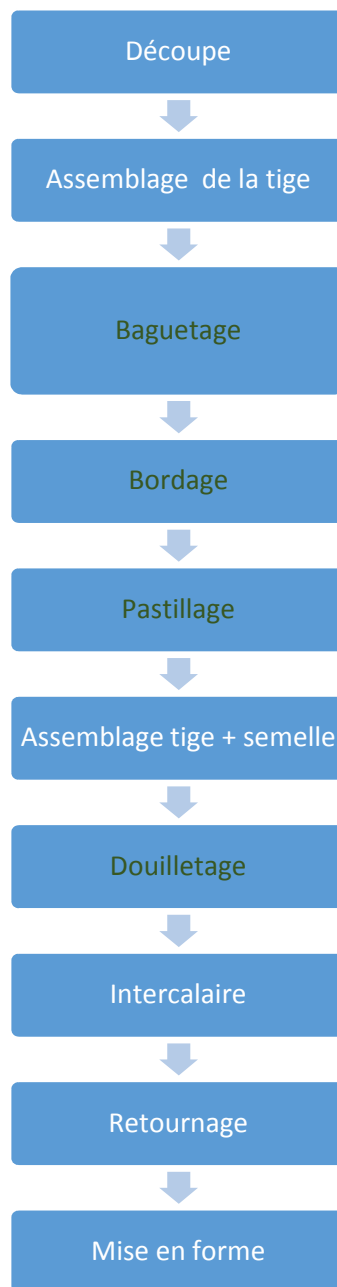 Découpe
Assemblage  de la tige
Baguetage
Bordage
Pastillage
Assemblage tige + semelle
Douilletage
Intercalaire
Retournage
Mise en forme